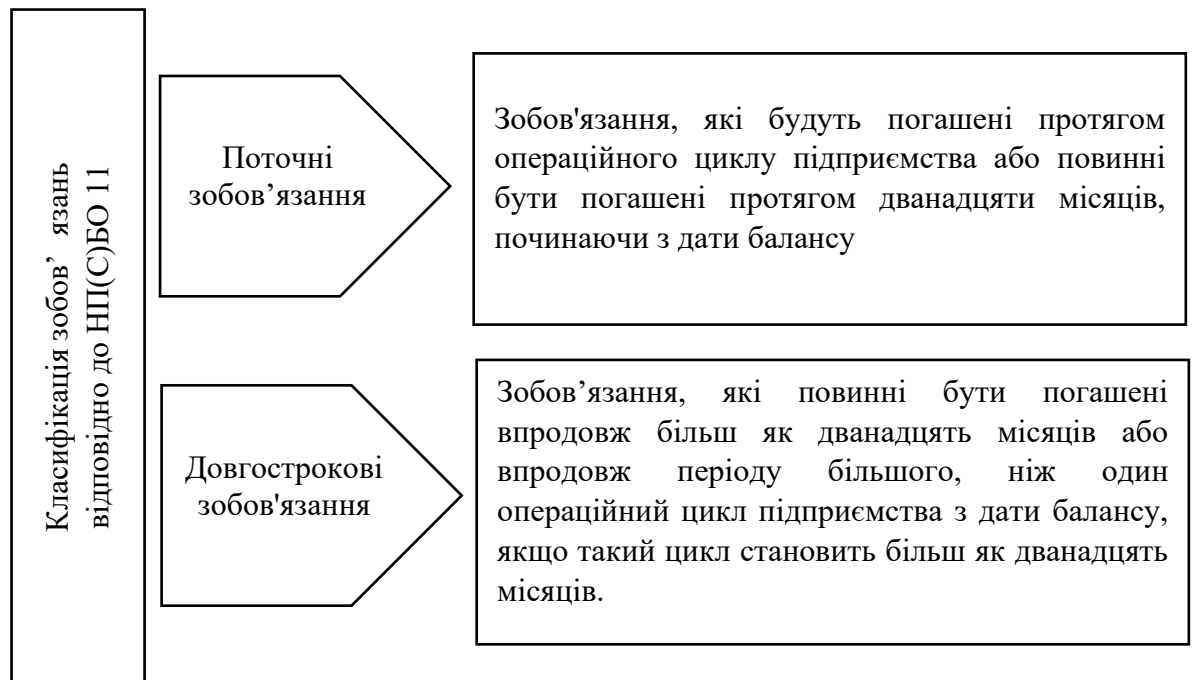 Класифікація зобов’ язань
відповідно до НП(С)БО 11
Поточні
зобов’язання
Зобов'язання, які будуть погашені протягом
операційного циклу підприємства або повинні
бути погашені протягом дванадцяти місяців,
починаючи з дати балансу
Довгострокові
зобов'язання
Зобов’язання, які повинні бути погашені
впродовж більш як дванадцять місяців або
впродовж періоду більшого, ніж один
операційний цикл підприємства з дати балансу,
якщо такий цикл становить більш як дванадцять
місяців.